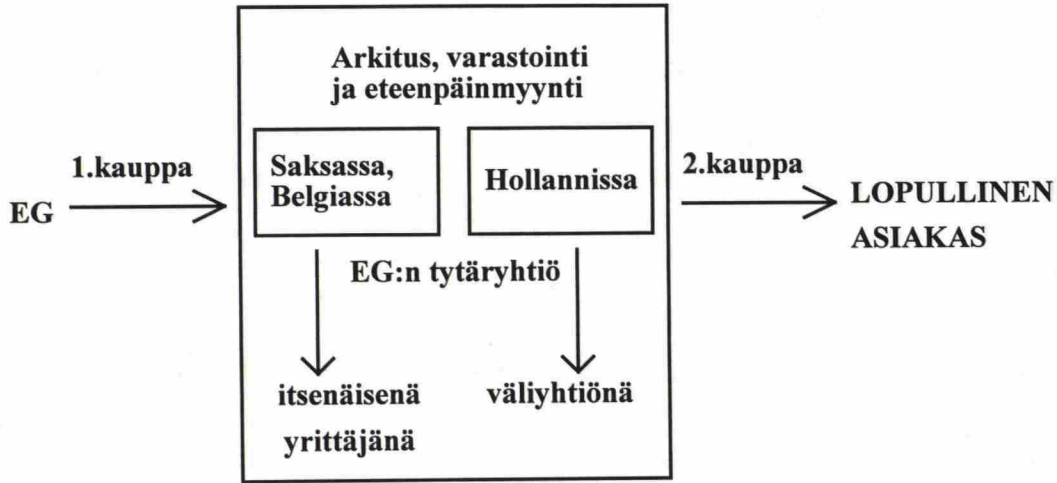 Arkitus, varastointi
ja eteenpäinmyynti
EG
1.kauppa
Saksassa,
Belgiassa
Hollannissa
2.kauppa
LOPULLINEN
ASIAKAS
EG:n tytäryhtiö
itsenäisenä
yrittäjänä
väliyhtiönä